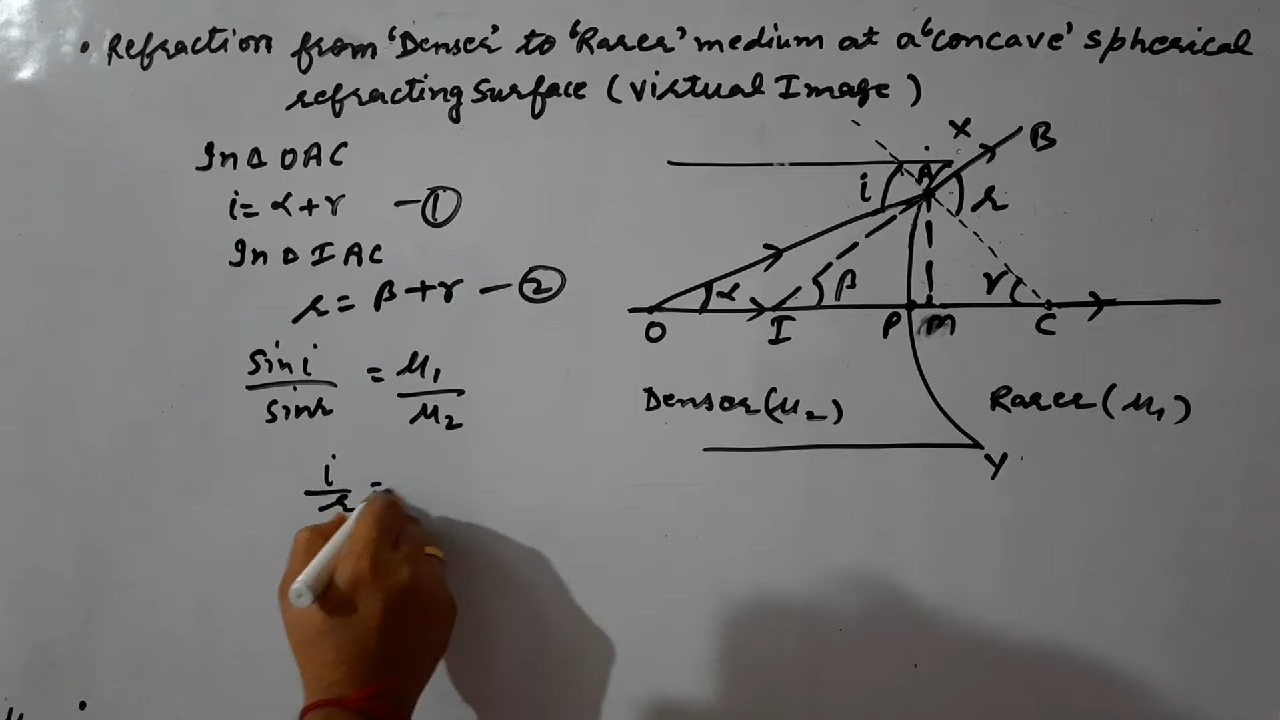 • Refraction from 'Denser' to 'Rarer' medium at a 'concave' spherical
refracting Surface (Virtual Image)
In Δ OAC
i = α + γ - ①
In Δ IAC
r = β + γ - ②
sin i / sin r = μ₁ / μ₂
i / r =
X
B
A
i
r
α
β
γ
O
I
P
M
C
Densor (μ₂)
Rarer (μ₁)
Y